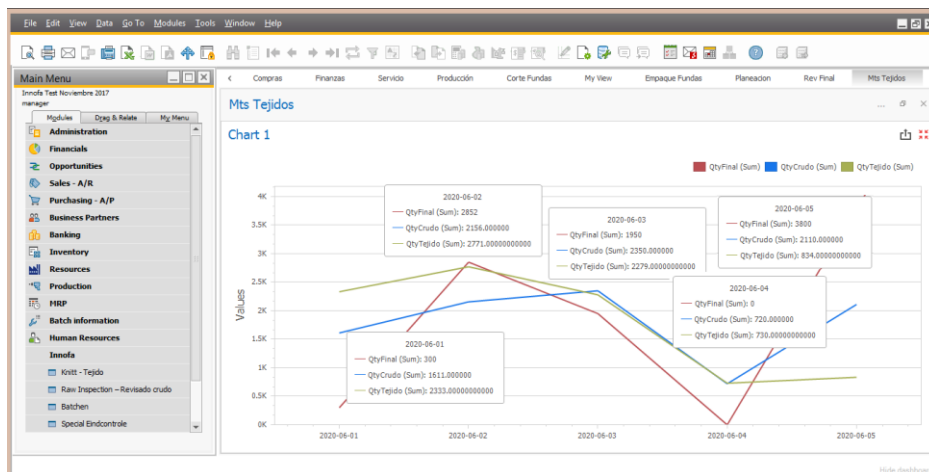 File Edit View Data Go To Modules Tools Window Help
Main Menu
Innofa Test Noviembre 2017
manager
Modules Drag & Relate My Menu
Administration
Financials
Opportunities
Sales - A/R
Purchasing - A/P
Business Partners
Banking
Inventory
Resources
Production
MRP
Batch information
Human Resources
Innofa
Knitt - Tejido
Raw Inspection – Revisado crudo
Batchen
Special Eindcontrole
Compras Finanzas Servicio Producción Corte Fundas My View Empaque Fundas Planeacion Rev Final Mts Tejidos
Mts Tejidos
Chart 1
QtyFinal (Sum) QtyCrudo (Sum) QtyTejido (Sum)
Values
4K
3.5K
3K
2.5K
2K
1.5K
1K
0.5K
0K
2020-06-01
QtyFinal (Sum): 300
QtyCrudo (Sum): 1611.000000
QtyTejido (Sum): 2333.00000000000
2020-06-02
QtyFinal (Sum): 2852
QtyCrudo (Sum): 2156.000000
QtyTejido (Sum): 2771.00000000000
2020-06-03
QtyFinal (Sum): 1950
QtyCrudo (Sum): 2350.000000
QtyTejido (Sum): 2279.00000000000
2020-06-04
QtyFinal (Sum): 0
QtyCrudo (Sum): 720.000000
QtyTejido (Sum): 730.00000000000
2020-06-05
QtyFinal (Sum): 3800
QtyCrudo (Sum): 2110.000000
QtyTejido (Sum): 834.00000000000
2020-06-01 2020-06-02 2020-06-03 2020-06-04 2020-06-05
Hide dashboar